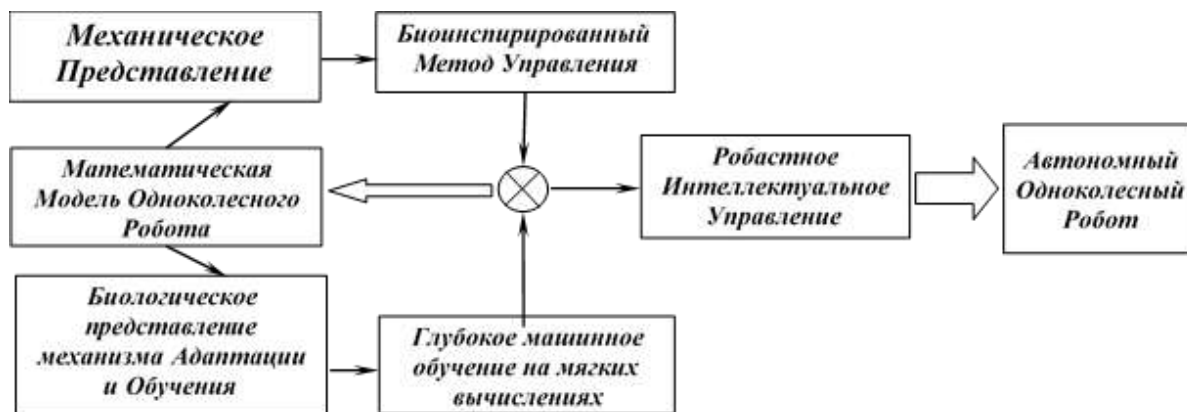 Механическое
Представление
Биоинспирированный
Метод Управления
Математическая
Модель Одноколесного
Робота
Робастное
Интеллектуальное
Управление
Автономный
Одноколесный
Робот
Биологическое
представление
механизма Адаптации
и Обучения
Глубокое машинное
обучение на мягких
вычислениях